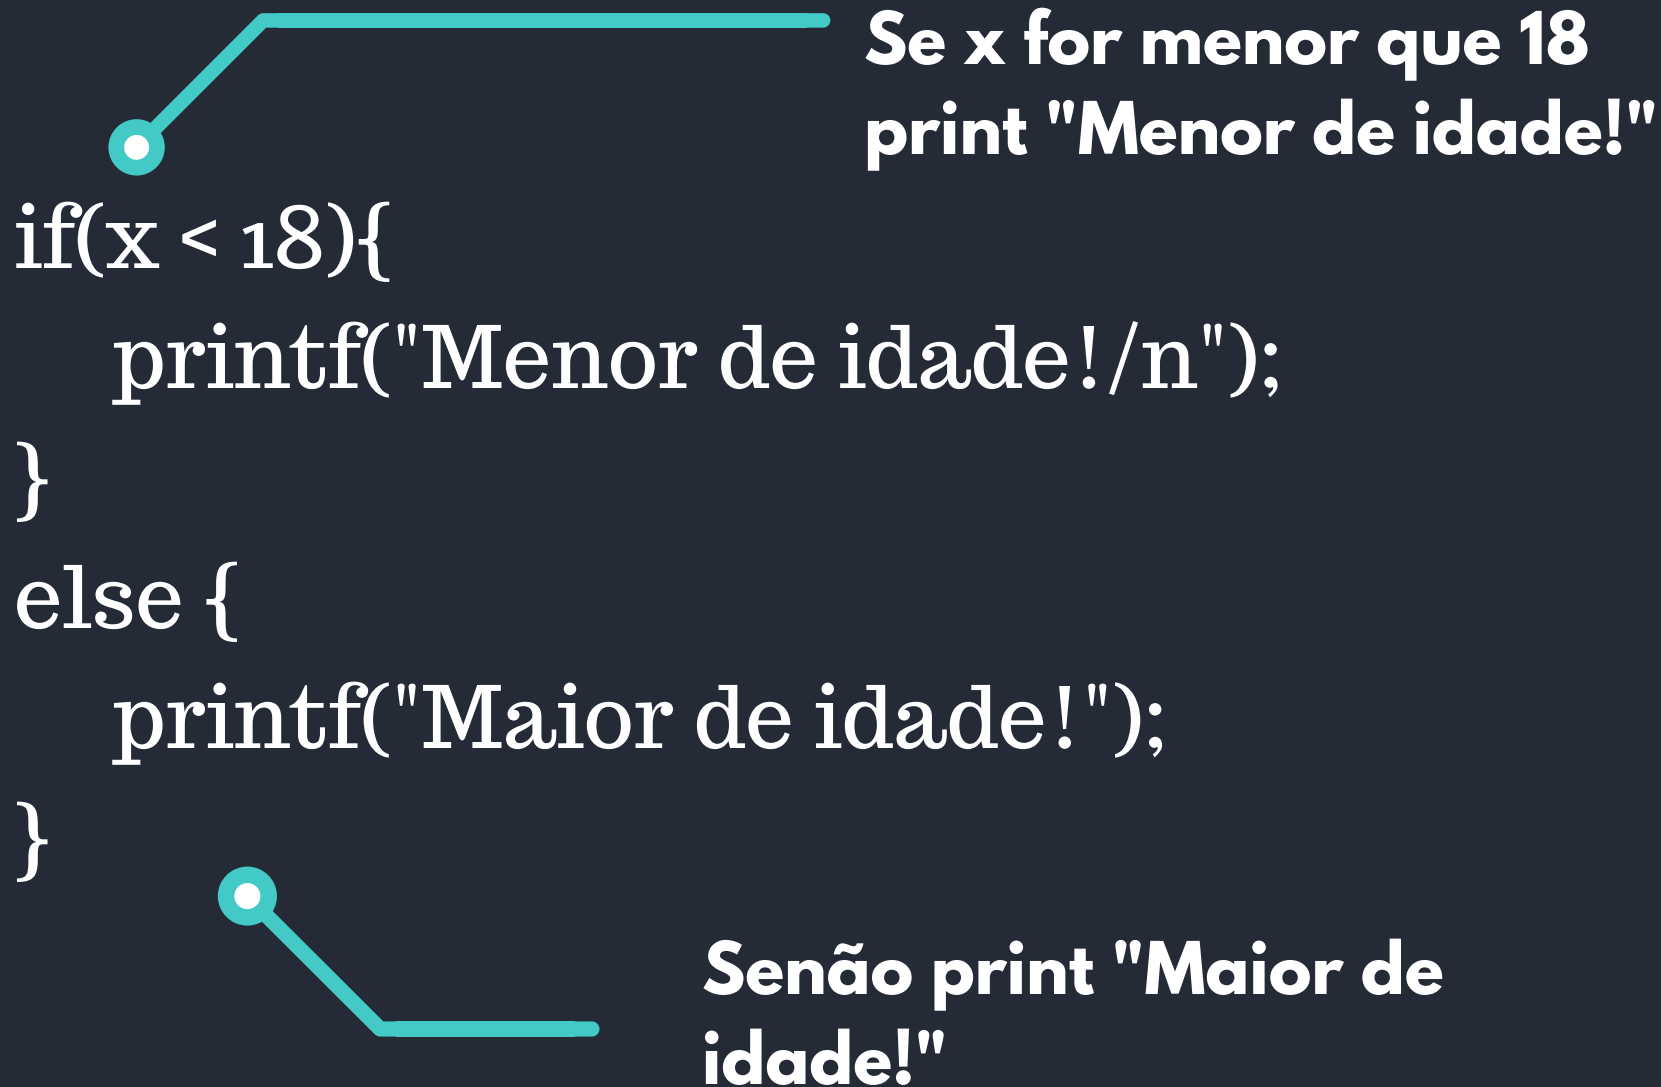 Se x for menor que 18
print "Menor de idade!"
if(x < 18){
printf("Menor de idade!/n");
}
else {
printf("Maior de idade!");
}
Senão print "Maior de
idade!"